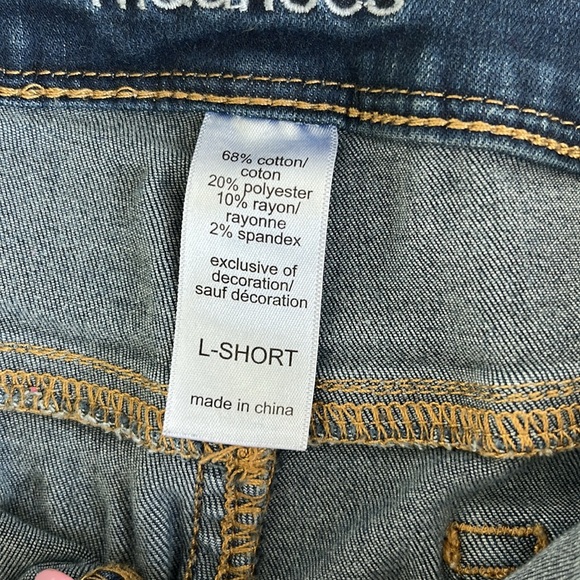 maurices
68% cotton/
coton
20% polyester
10% rayon/
rayonne
2% spandex
exclusive of
decoration/
sauf décoration
L-SHORT
made in china